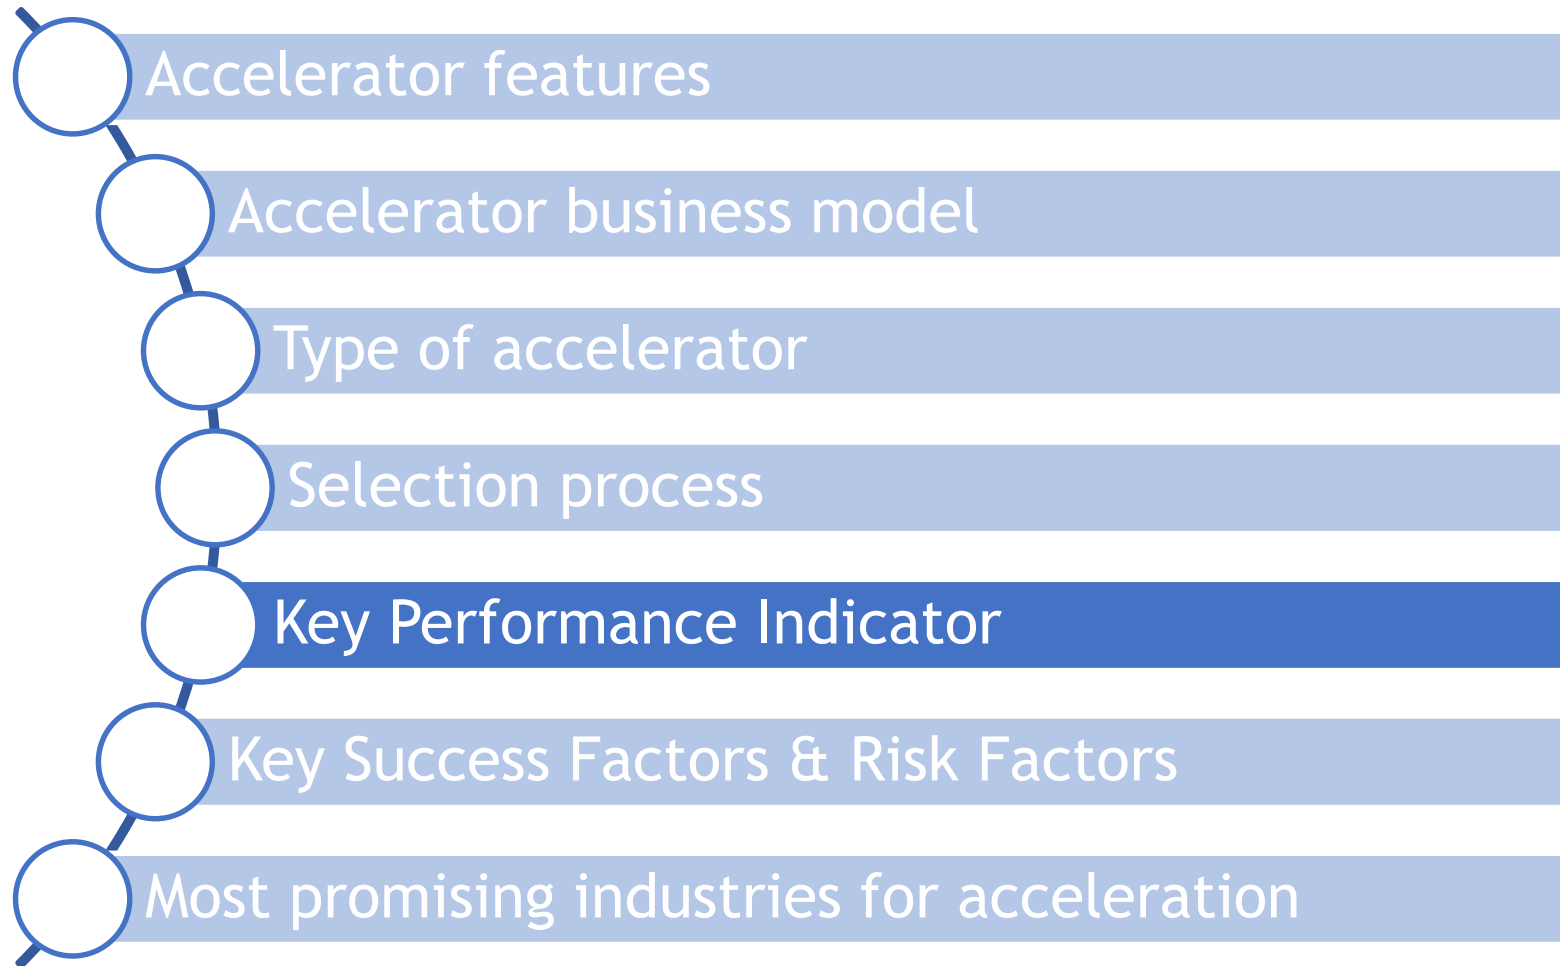 Accelerator features
Accelerator business model
Type of accelerator
Selection process
Key Performance Indicator
Key Success Factors & Risk Factors
Most promising industries for acceleration